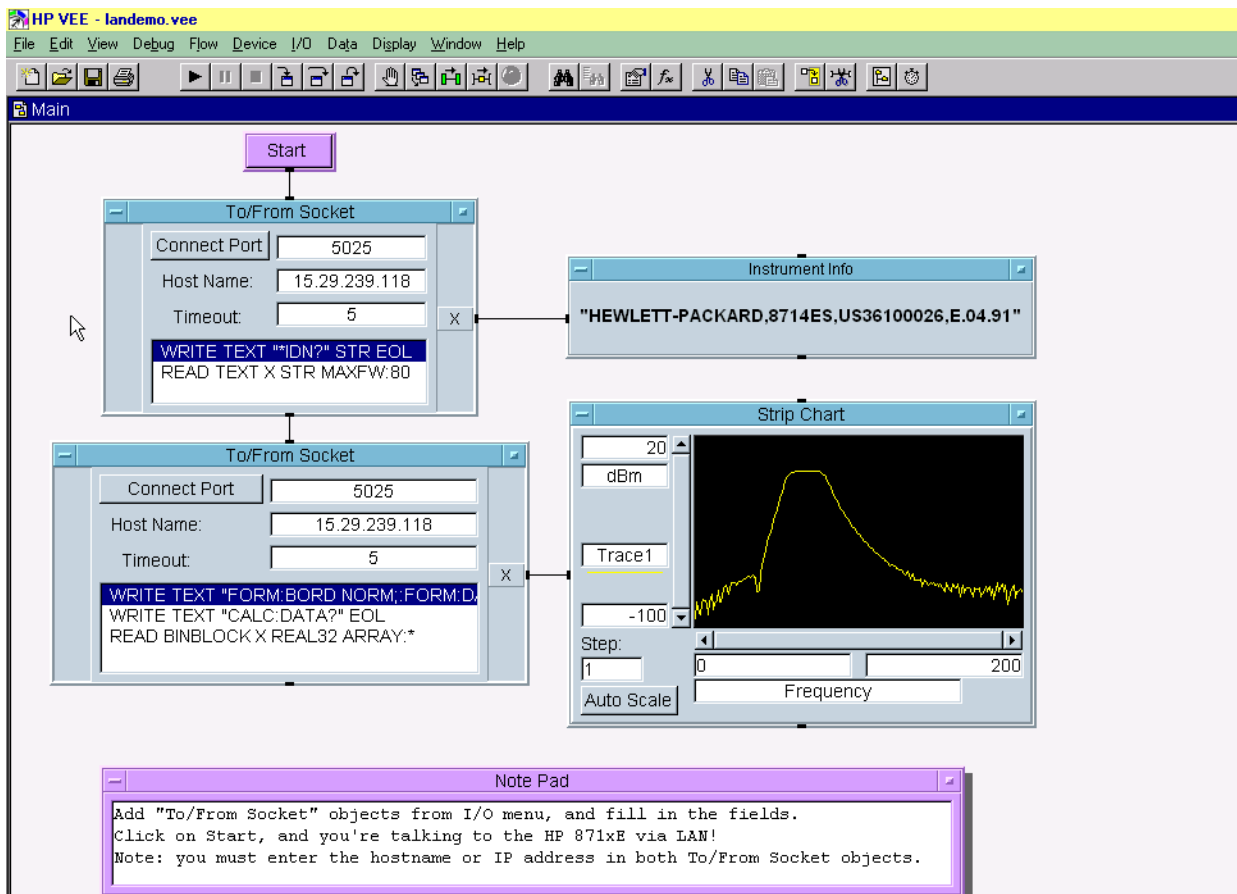 HP VEE - landemo.vee
File Edit View Debug Flow Device I/O Data Display Window Help
Main
Start
To/From Socket
Connect Port 5025
Host Name: 15.29.239.118
Timeout: 5
X
WRITE TEXT "*IDN?" STR EOL
READ TEXT X STR MAXFW:80
Instrument Info
"HEWLETT-PACKARD,8714ES,US36100026,E.04.91"
To/From Socket
Connect Port 5025
Host Name: 15.29.239.118
Timeout: 5
X
WRITE TEXT "FORM:BORD NORM;:FORM:DA
WRITE TEXT "CALC:DATA?" EOL
READ BINBLOCK X REAL32 ARRAY:*
Strip Chart
20
dBm
Trace1
-100
Step:
1
Auto Scale
0 200
Frequency
Note Pad
Add "To/From Socket" objects from I/O menu, and fill in the fields.
Click on Start, and you're talking to the HP 871xE via LAN!
Note: you must enter the hostname or IP address in both To/From Socket objects.